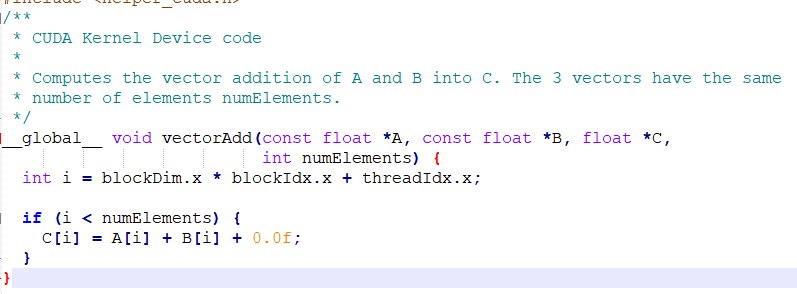 #include <helper_cuda.h>
/**
 * CUDA Kernel Device code
 *
 * Computes the vector addition of A and B into C. The 3 vectors have the same
 * number of elements numElements.
 */
__global__ void vectorAdd(const float *A, const float *B, float *C,
                          int numElements) {
  int i = blockDim.x * blockIdx.x + threadIdx.x;

  if (i < numElements) {
    C[i] = A[i] + B[i] + 0.0f;
  }
}